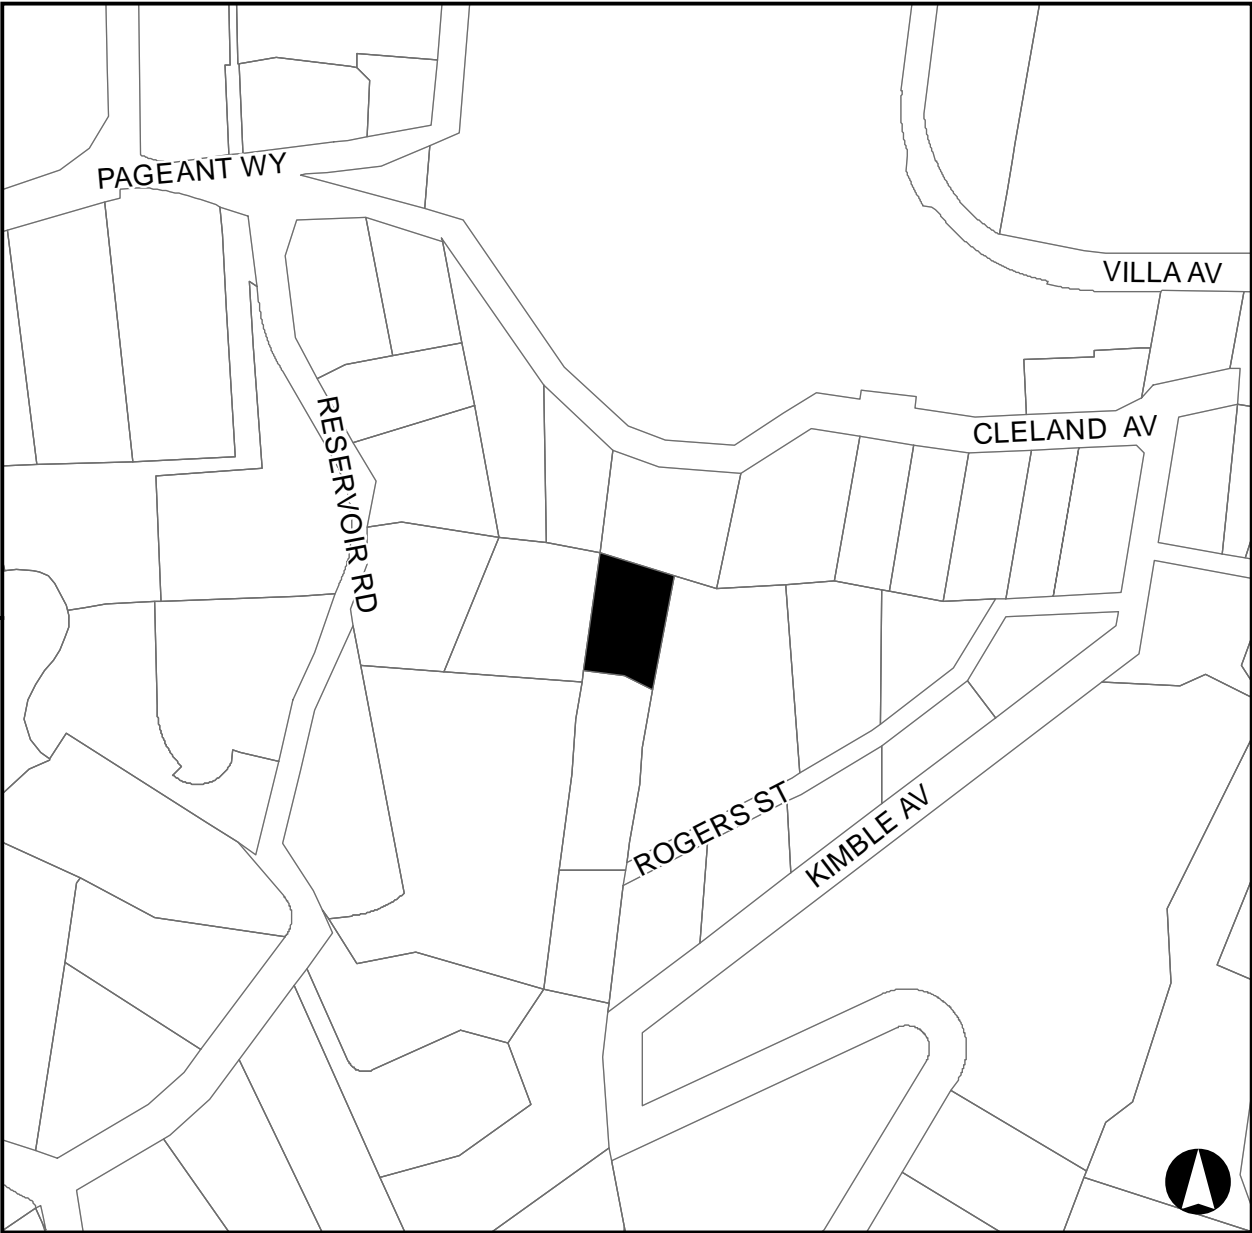 PAGEANT WY
VILLA AV
RESERVOIR RD
CLELAND AV
ROGERS ST
KIMBLE AV